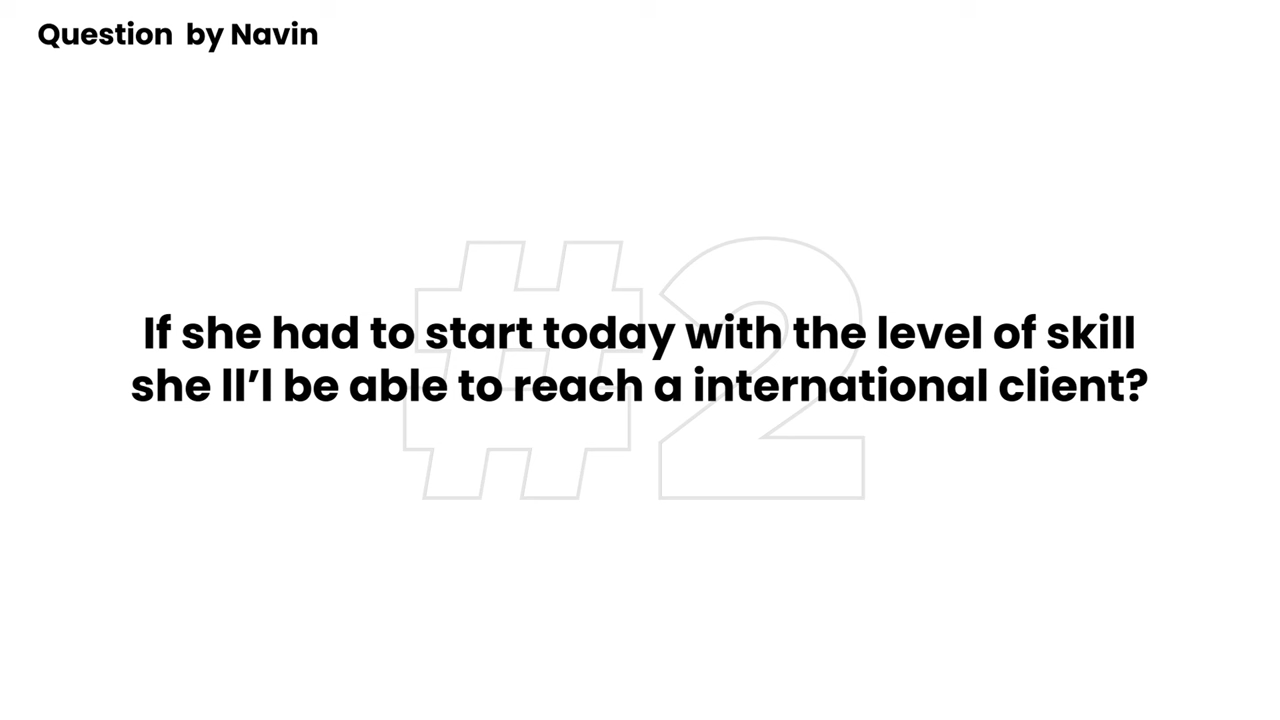 Question by Navin
#2
If she had to start today with the level of skill
she ll’l be able to reach a international client?